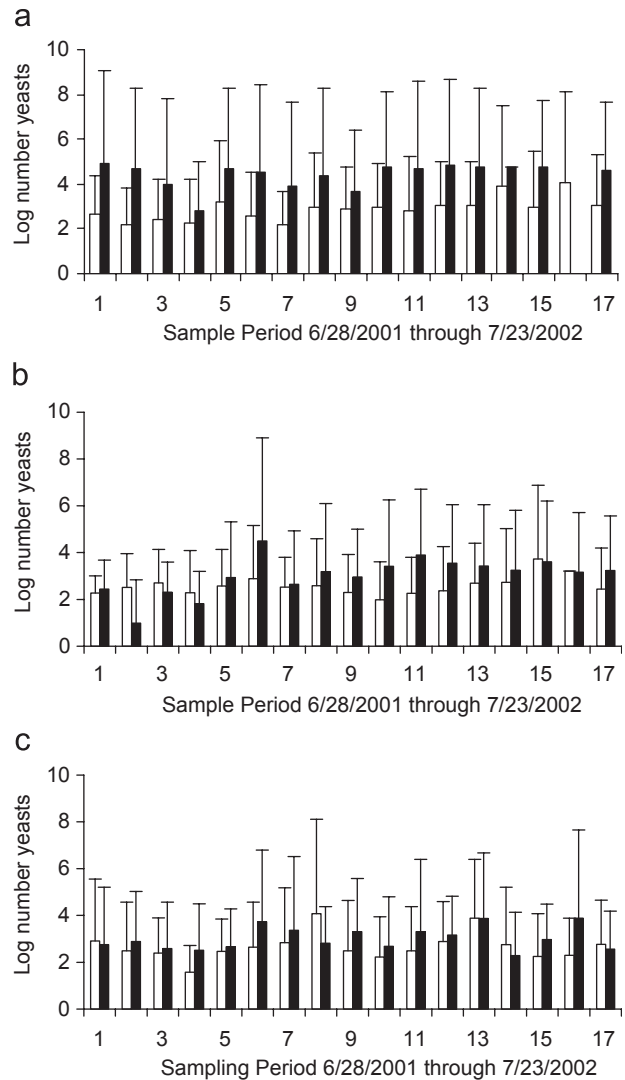 a
Log number yeasts
10
8
6
4
2
0
1 3 5 7 9 11 13 15 17
Sample Period 6/28/2001 through 7/23/2002
b
Log number yeasts
10
8
6
4
2
0
1 3 5 7 9 11 13 15 17
Sample Period 6/28/2001 through 7/23/2002
c
Log number yeasts
10
8
6
4
2
0
1 3 5 7 9 11 13 15 17
Sampling Period 6/28/2001 through 7/23/2002